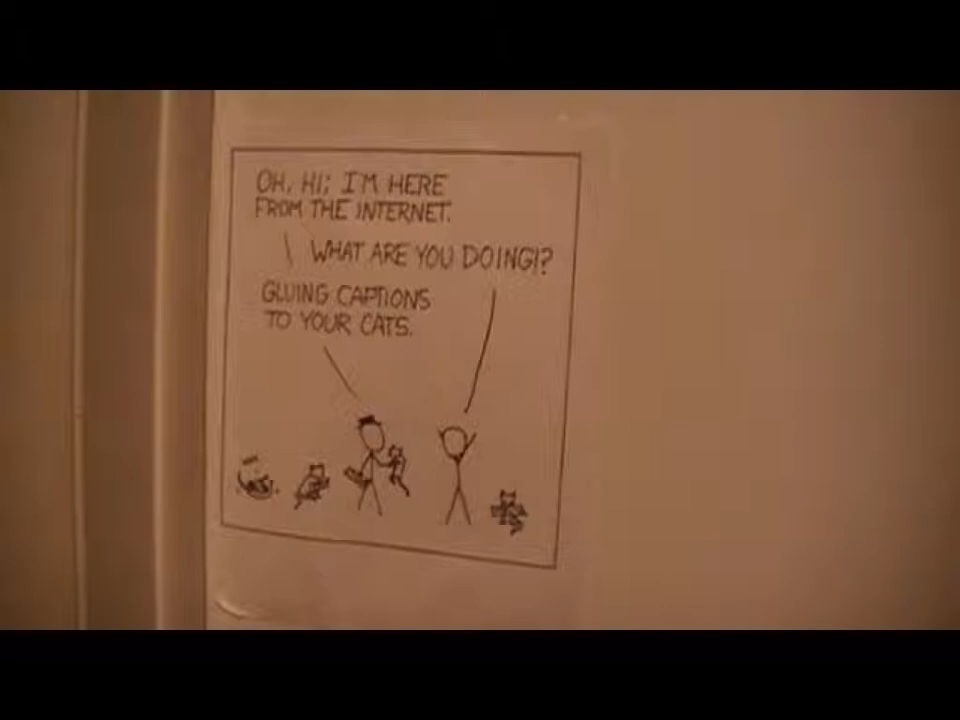 OH, HI; I'M HERE
FROM THE INTERNET.
WHAT ARE YOU DOING!?
GLUING CAPTIONS
TO YOUR CATS.